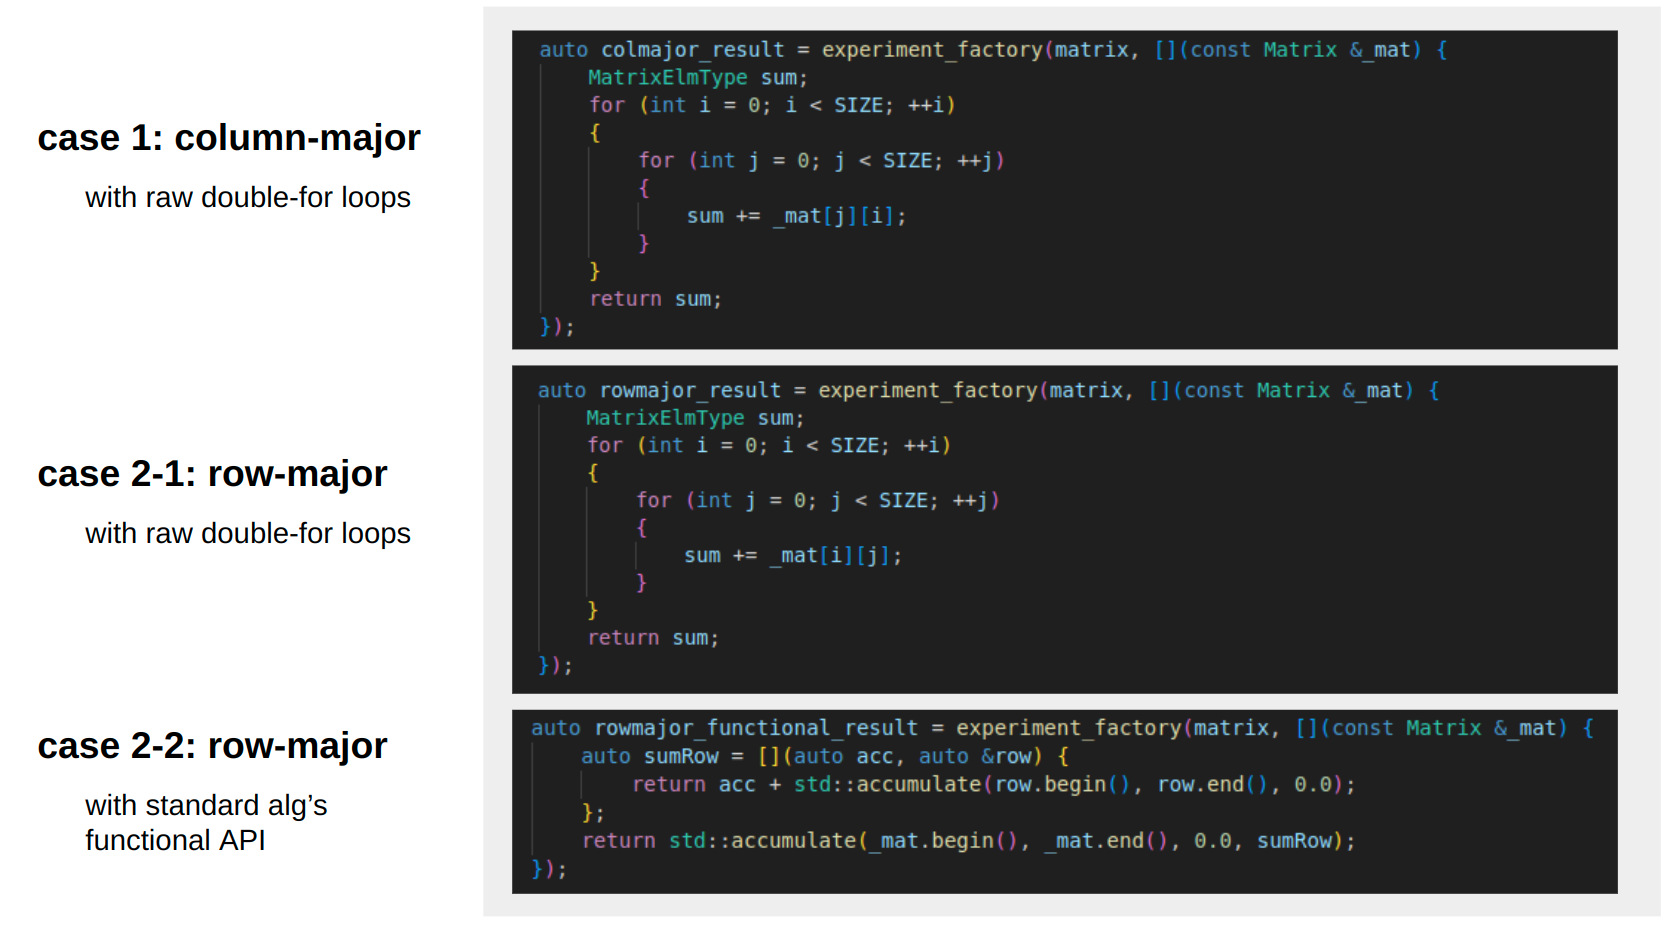 case 1: column-major
with raw double-for loops
auto colmajor_result = experiment_factory(matrix, [](const Matrix &_mat) {
    MatrixElmType sum;
    for (int i = 0; i < SIZE; ++i)
    {
        for (int j = 0; j < SIZE; ++j)
        {
            sum += _mat[j][i];
        }
    }
    return sum;
});
case 2-1: row-major
with raw double-for loops
auto rowmajor_result = experiment_factory(matrix, [](const Matrix &_mat) {
    MatrixElmType sum;
    for (int i = 0; i < SIZE; ++i)
    {
        for (int j = 0; j < SIZE; ++j)
        {
            sum += _mat[i][j];
        }
    }
    return sum;
});
case 2-2: row-major
with standard alg’s
functional API
auto rowmajor_functional_result = experiment_factory(matrix, [](const Matrix &_mat) {
    auto sumRow = [](auto acc, auto &row) {
        return acc + std::accumulate(row.begin(), row.end(), 0.0);
    };
    return std::accumulate(_mat.begin(), _mat.end(), 0.0, sumRow);
});